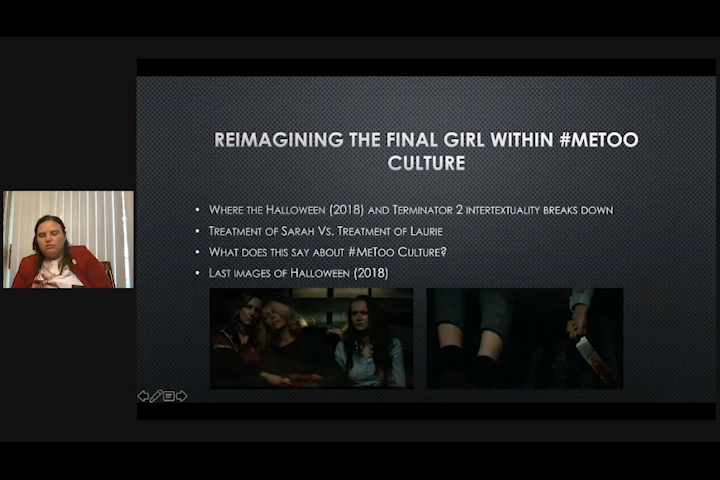 REIMAGINING THE FINAL GIRL WITHIN #METOO
CULTURE
• WHERE THE HALLOWEEN (2018) AND TERMINATOR 2 INTERTEXTUALITY BREAKS DOWN
• TREATMENT OF SARAH VS. TREATMENT OF LAURIE
• WHAT DOES THIS SAY ABOUT #METOO CULTURE?
• LAST IMAGES OF HALLOWEEN (2018)